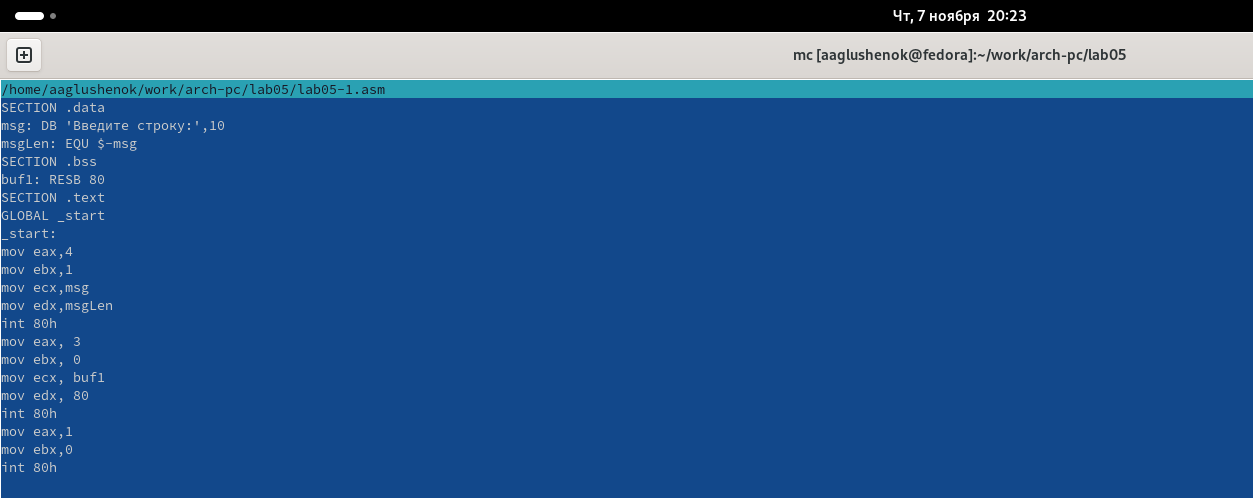 Чт, 7 ноября 20:23
mc [aaglushenok@fedora]:~/work/arch-pc/lab05
/home/aaglushenok/work/arch-pc/lab05/lab05-1.asm
SECTION .data
msg: DB 'Введите строку:',10
msgLen: EQU $-msg
SECTION .bss
buf1: RESB 80
SECTION .text
GLOBAL _start
_start:
mov eax,4
mov ebx,1
mov ecx,msg
mov edx,msgLen
int 80h
mov eax, 3
mov ebx, 0
mov ecx, buf1
mov edx, 80
int 80h
mov eax,1
mov ebx,0
int 80h